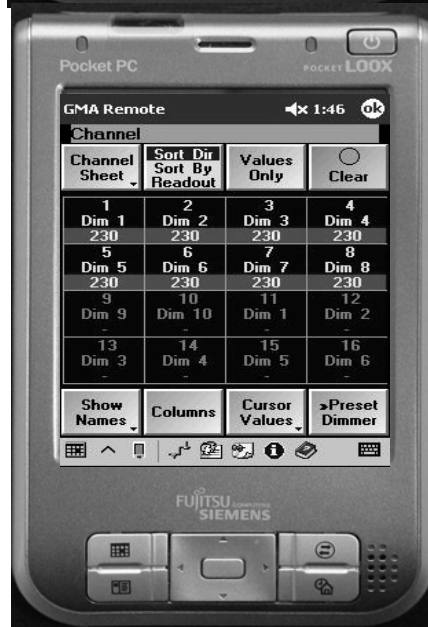 Pocket PC
POCKET LOOX
GMA Remote 1:46 ok
Channel
Channel Sheet
Sort Dir
Sort By
Readout
Values Only
Clear
1 2 3 4
Dim 1 Dim 2 Dim 3 Dim 4
230 230 230 230
5 6 7 8
Dim 5 Dim 6 Dim 7 Dim 8
230 230 230 230
9 10 11 12
Dim 9 Dim 10 Dim 1 Dim 2
- - - -
13 14 15 16
Dim 3 Dim 4 Dim 5 Dim 6
- - - -
Show Names
Columns
Cursor Values
»Preset Dimmer
FUJITSU COMPUTERS
SIEMENS